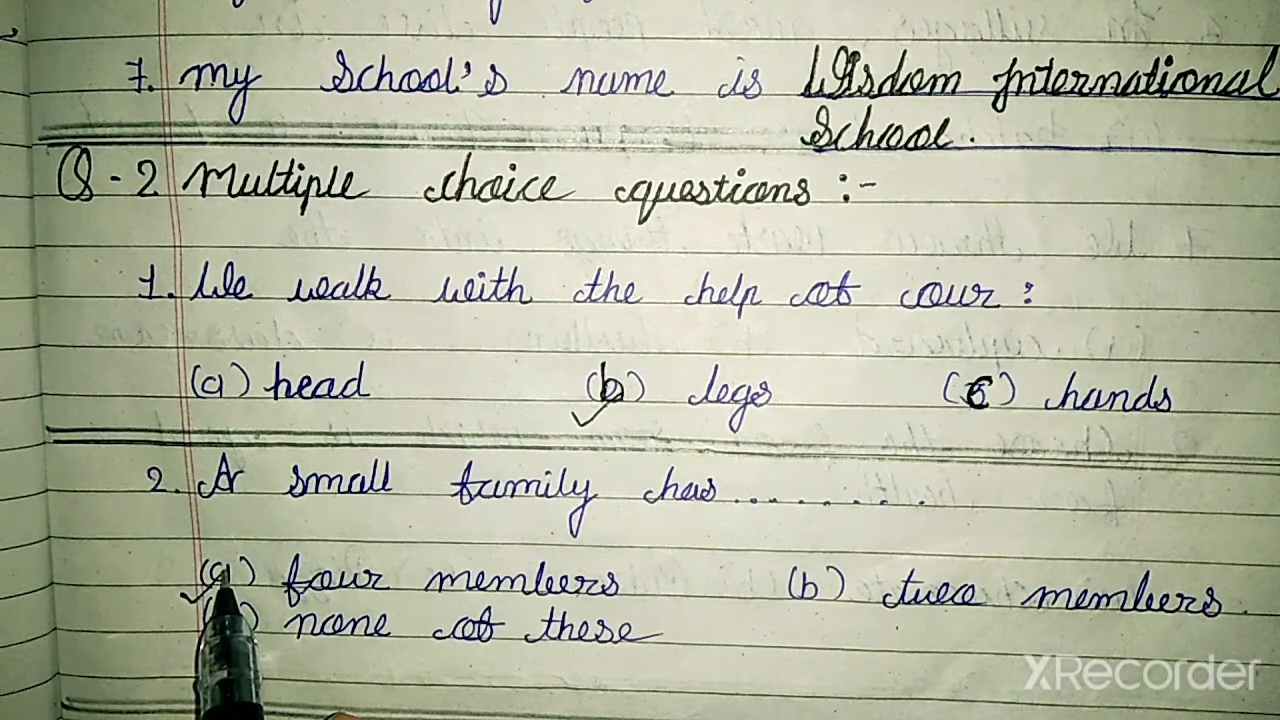 7. my School's name is Wisdom International
School.
Q-2 Multiple choice questions :-
1. We walk with the help of our :
(a) head (b) legs (c) hands
2. A small family has..........
(a) four members (b) two members.
) none of these
XRecorder